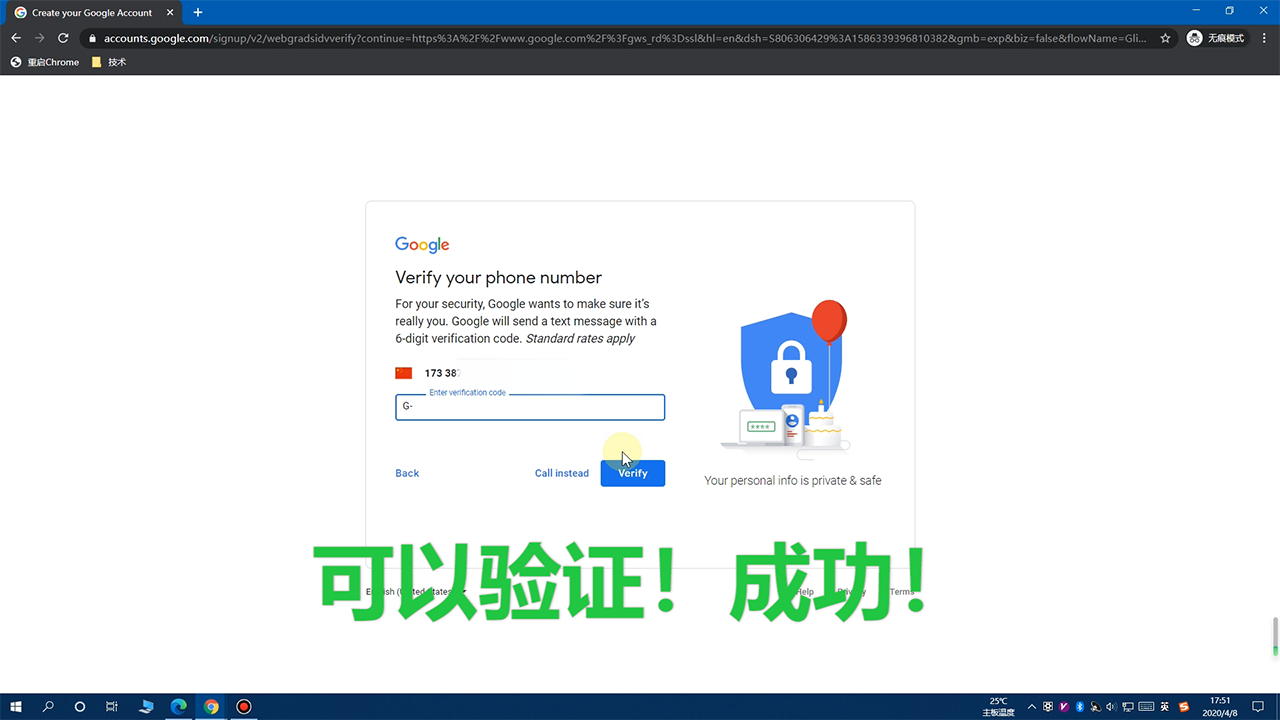 Create your Google Account
accounts.google.com/signup/v2/webgradsidvverify?continue=https%3A%2F%2Fwww.google.com%2F%3Fgws_rd%3Dssl&hl=en&dsh=S806306429%3A1586339396810382&gmb=exp&biz=false&flowName=Gli...
无痕模式
重启Chrome
技术
Google
Verify your phone number
For your security, Google wants to make sure it's
really you. Google will send a text message with a
6-digit verification code. Standard rates apply
173 38
Enter verification code
G-
Back
Call instead
Verify
****
Your personal info is private & safe
可以验证！成功！
English (United States)
Help
Privacy
Terms
25℃
主板温度
英
17:51
2020/4/8